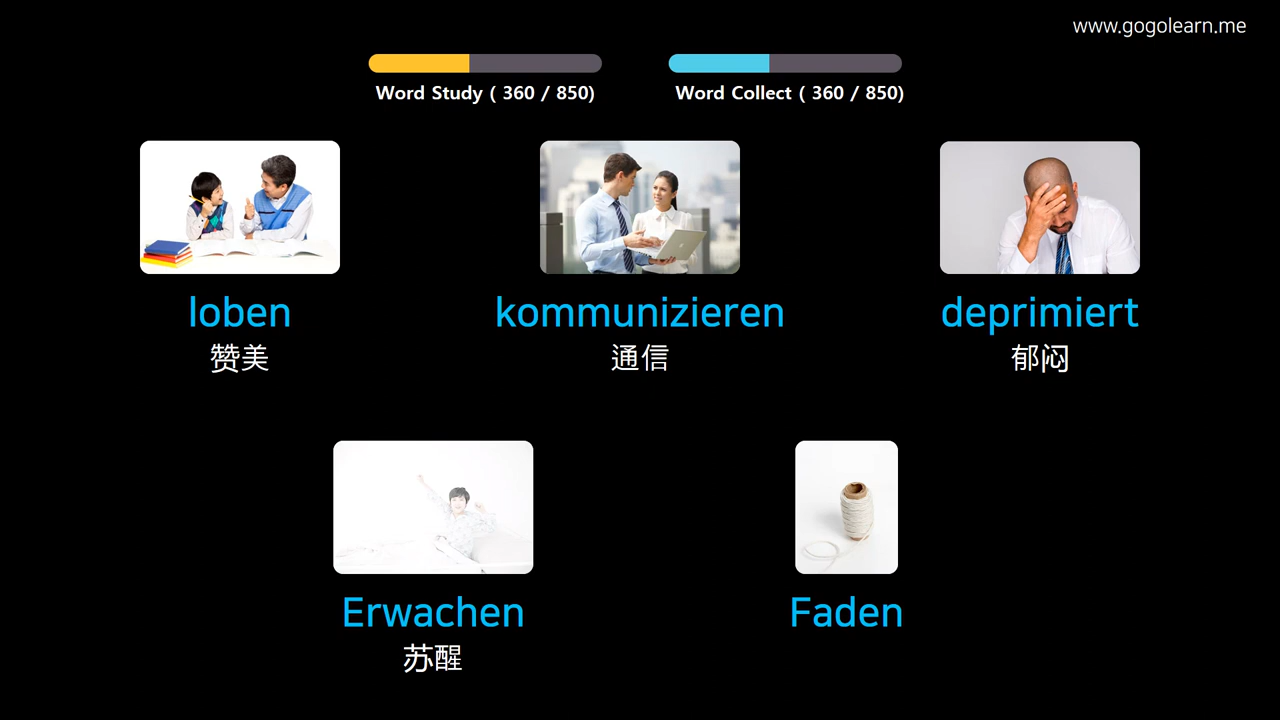 www.gogolearn.me
Word Study ( 360 / 850)
Word Collect ( 360 / 850)
loben
赞美
kommunizieren
通信
deprimiert
郁闷
Erwachen
苏醒
Faden